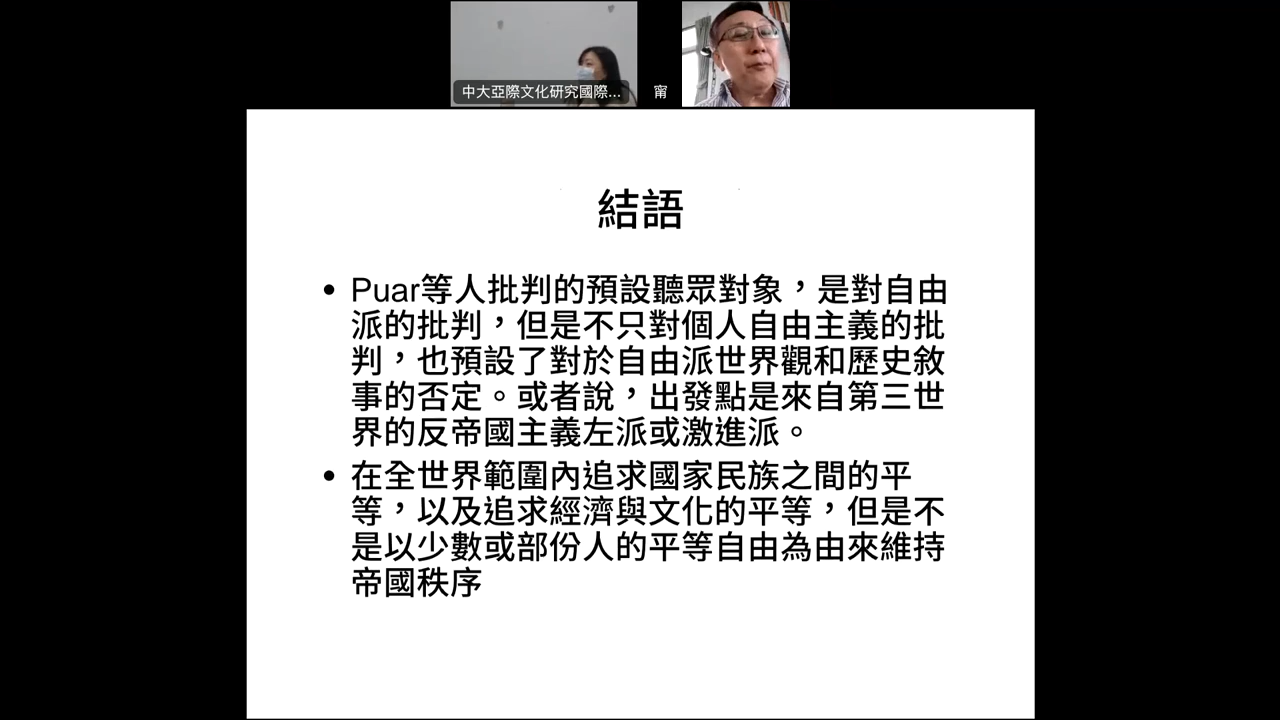 中大亞際文化研究國際...
甯
結語
• Puar等人批判的預設聽眾對象，是對自由
派的批判，但是不只對個人自由主義的批
判，也預設了對於自由派世界觀和歷史敘
事的否定。或者說，出發點是來自第三世
界的反帝國主義左派或激進派。
• 在全世界範圍內追求國家民族之間的平
等，以及追求經濟與文化的平等，但是不
是以少數或部份人的平等自由為由來維持
帝國秩序